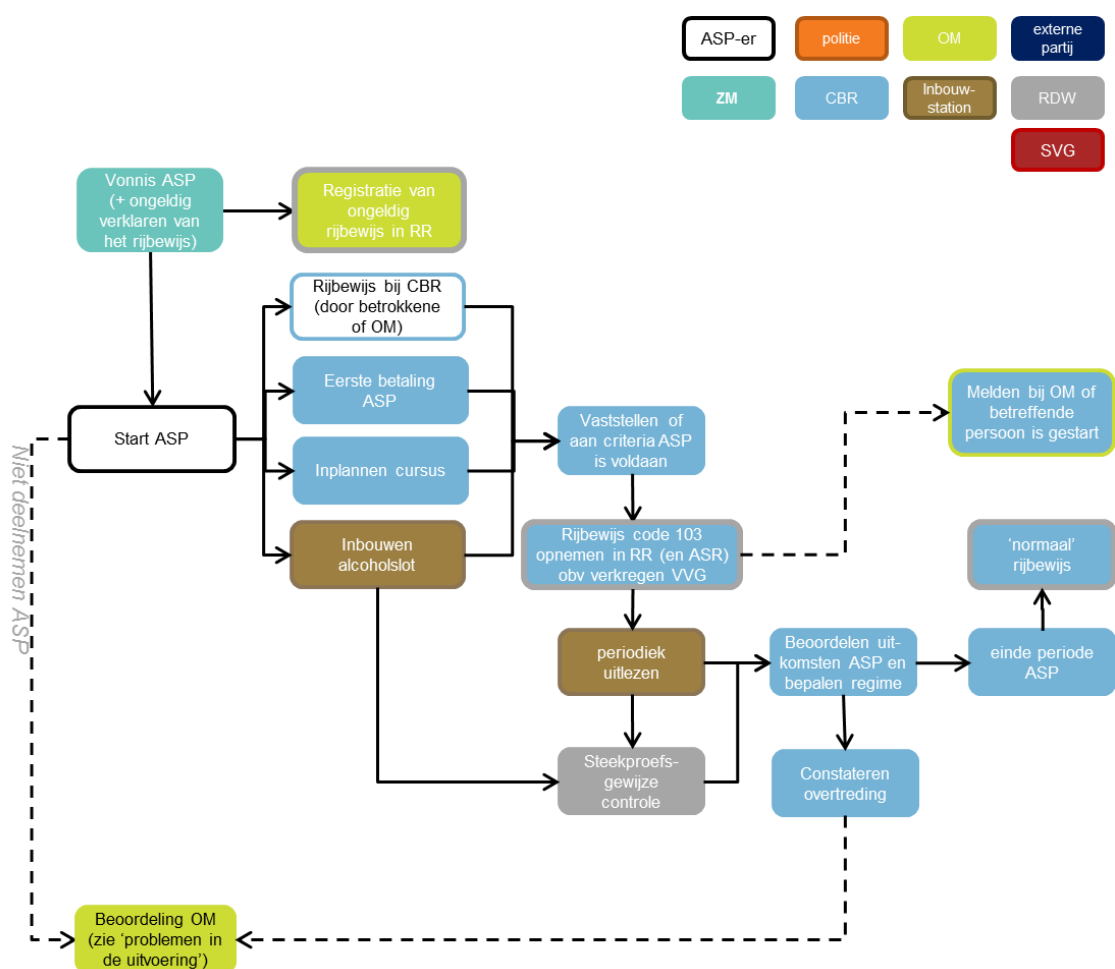 ASP-er
politie
OM
externe
partij
ZM
CBR
Inbouw-
station
RDW
SVG
Vonnis ASP
(+ ongeldig
verklaren van
het rijbewijs)
Registratie van
ongeldig
rijbewijs in RR
Rijbewijs bij CBR
(door betrokkene
of OM)
Eerste betaling
ASP
Start ASP
Inplannen cursus
Inbouwen
alcoholslot
Vaststellen of
aan criteria ASP
is voldaan
Melden bij OM of
betreffende
persoon is gestart
Niet deelnemen ASP
Rijbewijs code 103
opnemen in RR (en ASR)
obv verkregen VVG
'normaal'
rijbewijs
periodiek
uitlezen
Beoordelen uit-
komsten ASP en
bepalen regime
einde periode
ASP
Steekproefs-
gewijze
controle
Constateren
overtreding
Beoordeling OM
(zie 'problemen in
de uitvoering')